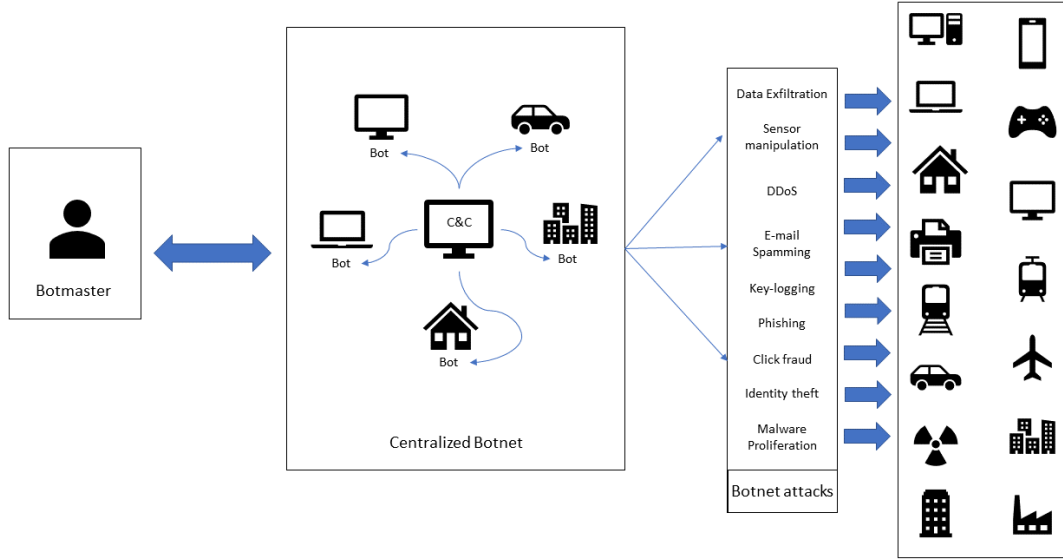 Botmaster
Bot
Bot
C&C
Bot
Bot
Bot
Centralized Botnet
Data Exfiltration
Sensor
manipulation
DDoS
E-mail
Spamming
Key-logging
Phishing
Click fraud
Identity theft
Malware
Proliferation
Botnet attacks